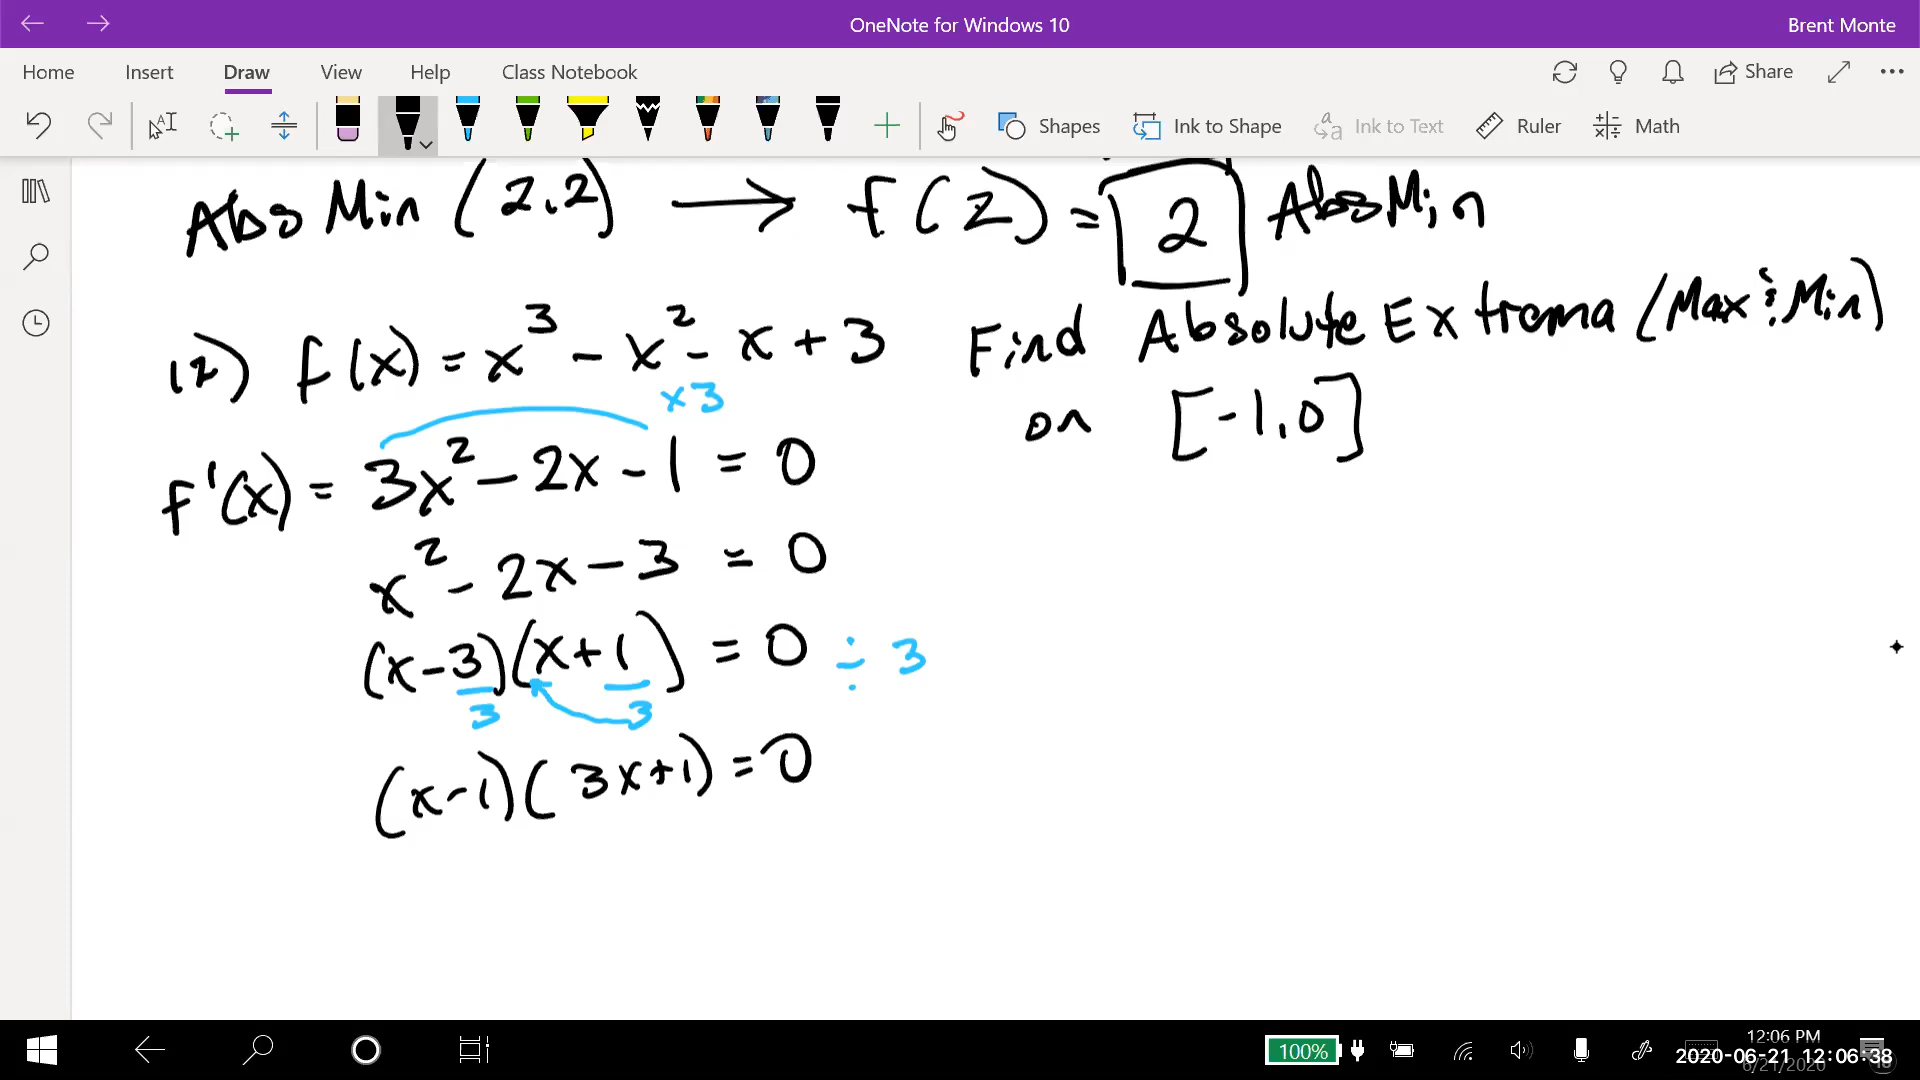 OneNote for Windows 10
Brent Monte
Home Insert Draw View Help Class Notebook Share
Shapes Ink to Shape Ink to Text Ruler Math
Abs Min (2,2) → f(2) = 2 Abs Min
12) f(x) = x³ - x² - x + 3 Find Absolute Extrema (Max & Min)
on [-1,0]
×3
f'(x) = 3x² - 2x - 1 = 0
x² - 2x - 3 = 0
(x-3)(x+1) = 0 ÷ 3
3 3
(x-1)(3x+1) = 0
100%
12:06 PM
2020-06-21 12:06:38
6/21/2020